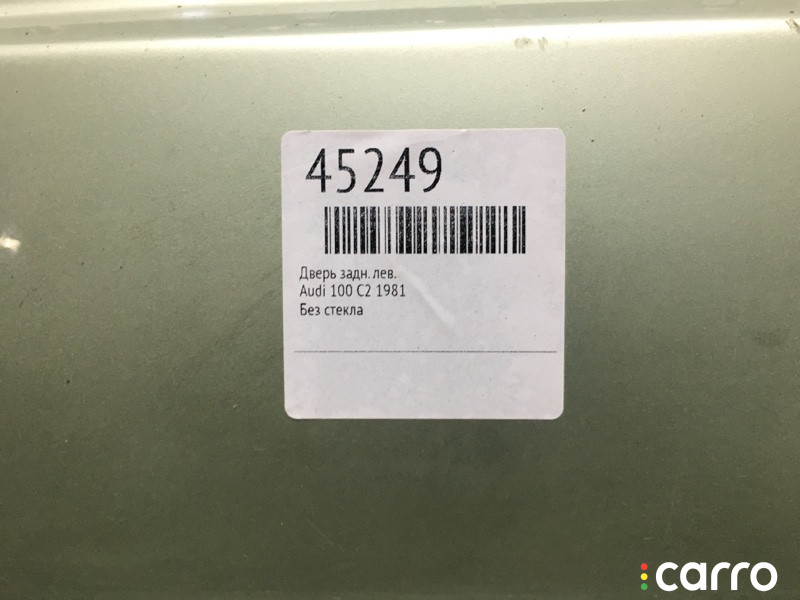 45249
Дверь задн. лев.
Audi 100 C2 1981
Без стекла
carro